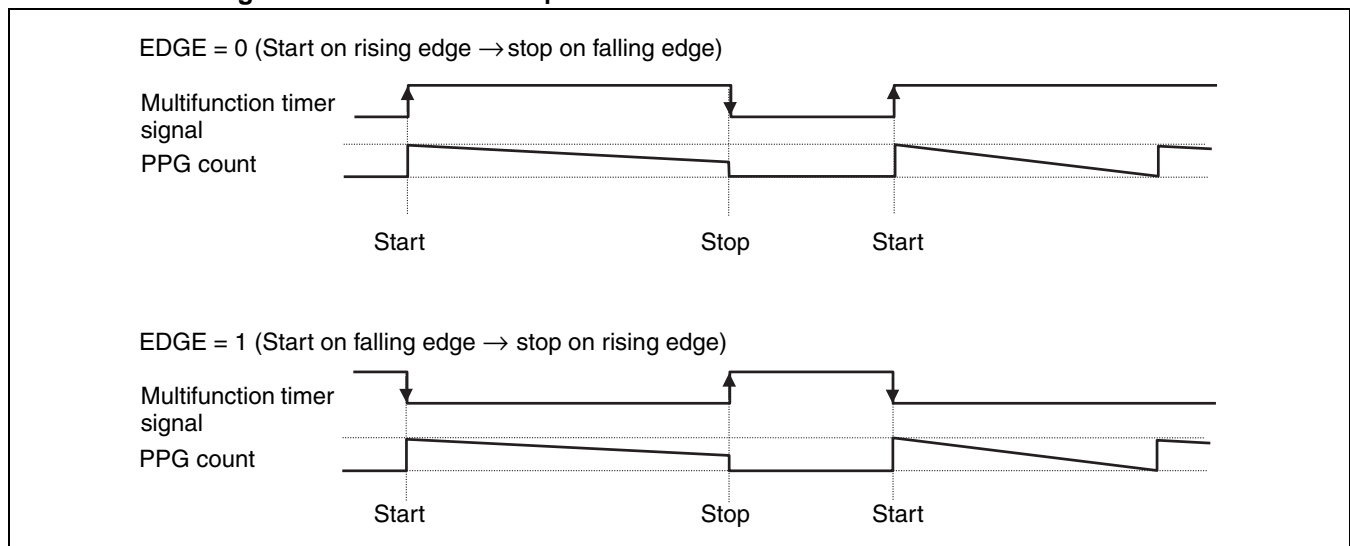 EDGE = 0 (Start on rising edge → stop on falling edge)
Multifunction timer
signal
PPG count
Start Stop Start
EDGE = 1 (Start on falling edge → stop on rising edge)
Multifunction timer
signal
PPG count
Start Stop Start